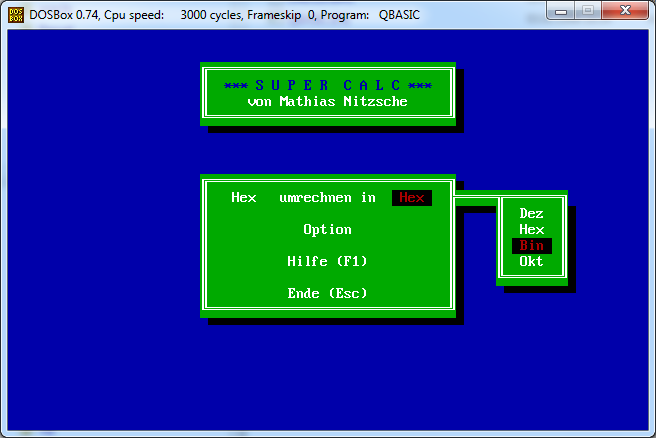 DOSBox 0.74, Cpu speed: 3000 cycles, Frameskip 0, Program: QBASIC
*** S U P E R C A L C ***
von Mathias Nitzsche
Hex umrechnen in Hex
Option
Hilfe (F1)
Ende (Esc)
Dez
Hex
Bin
Okt